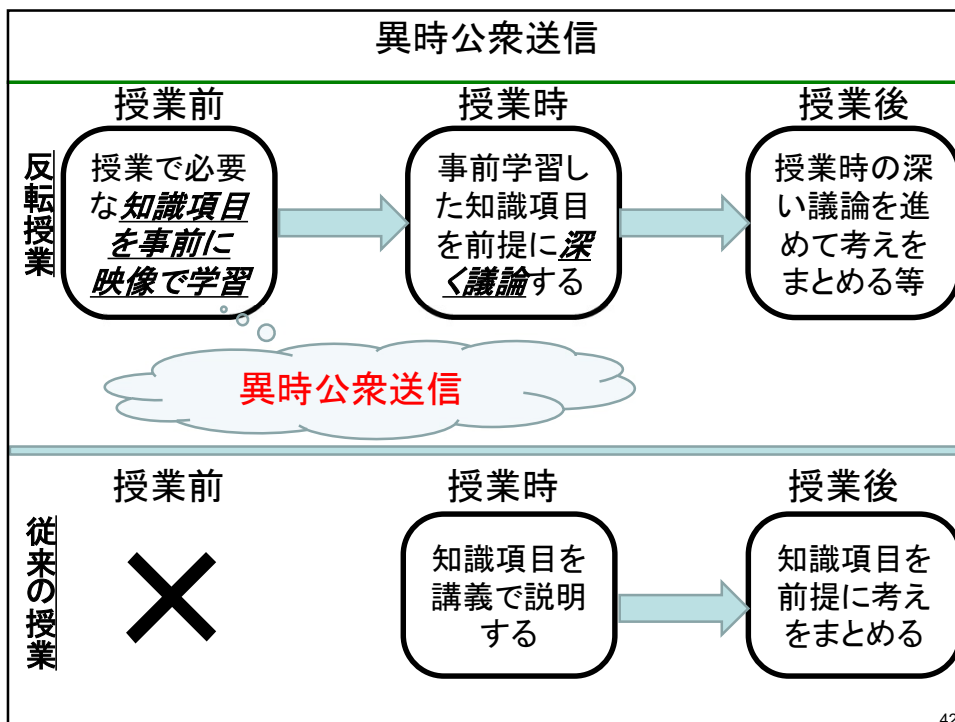 異時公衆送信
授業前
授業時
授業後
反転授業
授業で必要
な知識項目
を事前に
映像で学習
事前学習し
た知識項目
を前提に深
く議論する
授業時の深
い議論を進
めて考えを
まとめる等
異時公衆送信
授業前
授業時
授業後
従来の授業
知識項目を
講義で説明
する
知識項目を
前提に考え
をまとめる
42